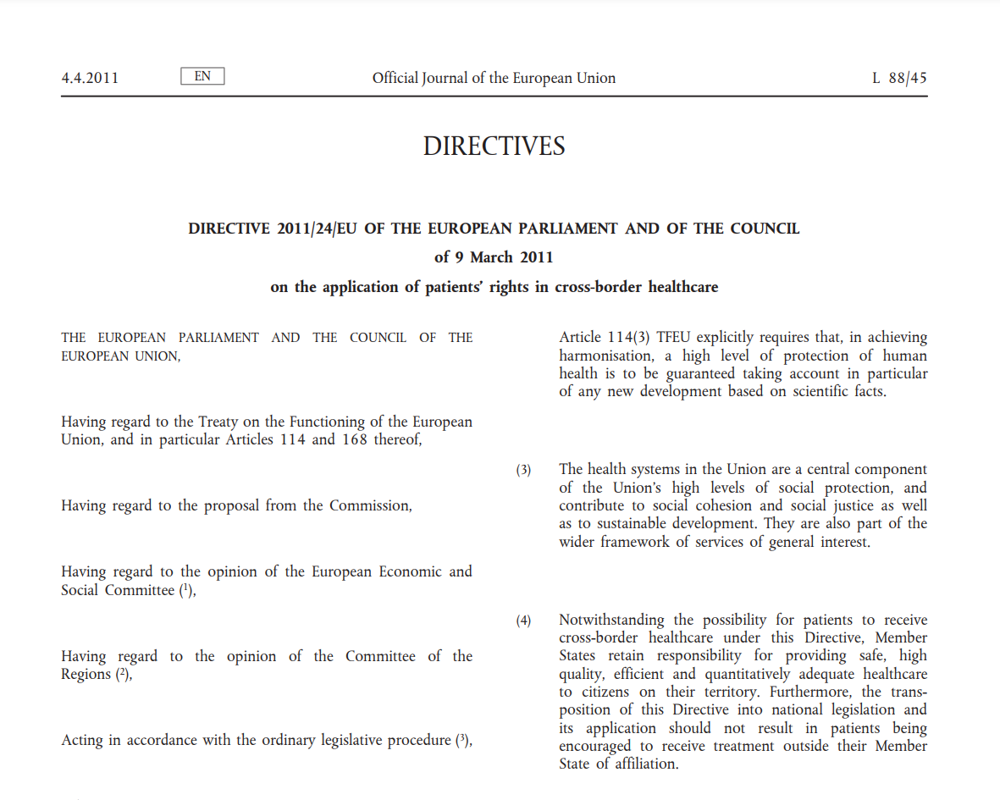 4.4.2011 EN Official Journal of the European Union L 88/45
DIRECTIVES
DIRECTIVE 2011/24/EU OF THE EUROPEAN PARLIAMENT AND OF THE COUNCIL
of 9 March 2011
on the application of patients’ rights in cross-border healthcare
THE EUROPEAN PARLIAMENT AND THE COUNCIL OF THE
EUROPEAN UNION,
Having regard to the Treaty on the Functioning of the European
Union, and in particular Articles 114 and 168 thereof,
Having regard to the proposal from the Commission,
Having regard to the opinion of the European Economic and
Social Committee (¹),
Having regard to the opinion of the Committee of the
Regions (²),
Acting in accordance with the ordinary legislative procedure (³),
Article 114(3) TFEU explicitly requires that, in achieving
harmonisation, a high level of protection of human
health is to be guaranteed taking account in particular
of any new development based on scientific facts.
(3) The health systems in the Union are a central component
of the Union’s high levels of social protection, and
contribute to social cohesion and social justice as well
as to sustainable development. They are also part of the
wider framework of services of general interest.
(4) Notwithstanding the possibility for patients to receive
cross-border healthcare under this Directive, Member
States retain responsibility for providing safe, high
quality, efficient and quantitatively adequate healthcare
to citizens on their territory. Furthermore, the trans-
position of this Directive into national legislation and
its application should not result in patients being
encouraged to receive treatment outside their Member
State of affiliation.